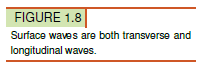 FIGURE 1.8
Surface waves are both transverse and
longitudinal waves.